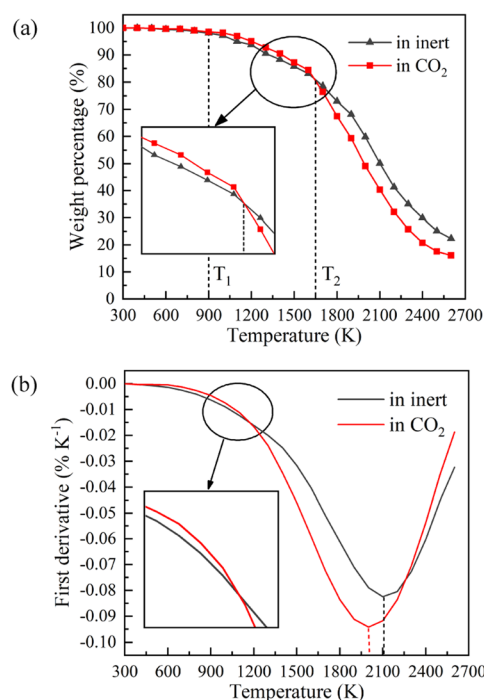 (a)
100
90
80
70
60
50
40
30
20
10
0
Weight percentage (%)
in inert
in CO₂
T₁
T₂
300 600 900 1200 1500 1800 2100 2400 2700
Temperature (K)
(b)
0.00
-0.01
-0.02
-0.03
-0.04
-0.05
-0.06
-0.07
-0.08
-0.09
-0.10
First derivative (% K⁻¹)
in inert
in CO₂
300 600 900 1200 1500 1800 2100 2400 2700
Temperature (K)